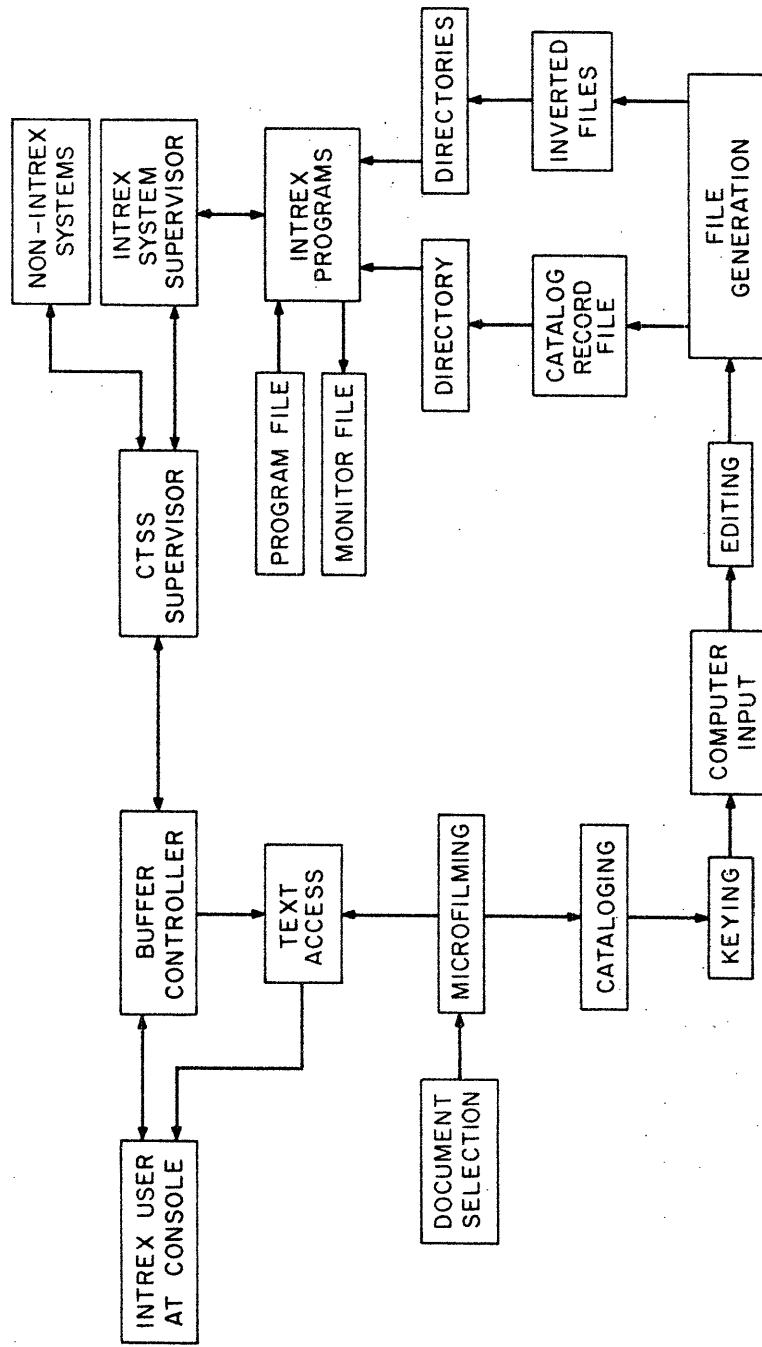 INTREX USER
AT CONSOLE
BUFFER
CONTROLLER
CTSS
SUPERVISOR
NON-INTREX
SYSTEMS
INTREX
SYSTEM
SUPERVISOR
TEXT
ACCESS
PROGRAM FILE
MONITOR FILE
INTREX
PROGRAMS
DOCUMENT
SELECTION
MICROFILMING
DIRECTORY
DIRECTORIES
CATALOGING
CATALOG
RECORD
FILE
INVERTED
FILES
KEYING
COMPUTER
INPUT
EDITING
FILE
GENERATION